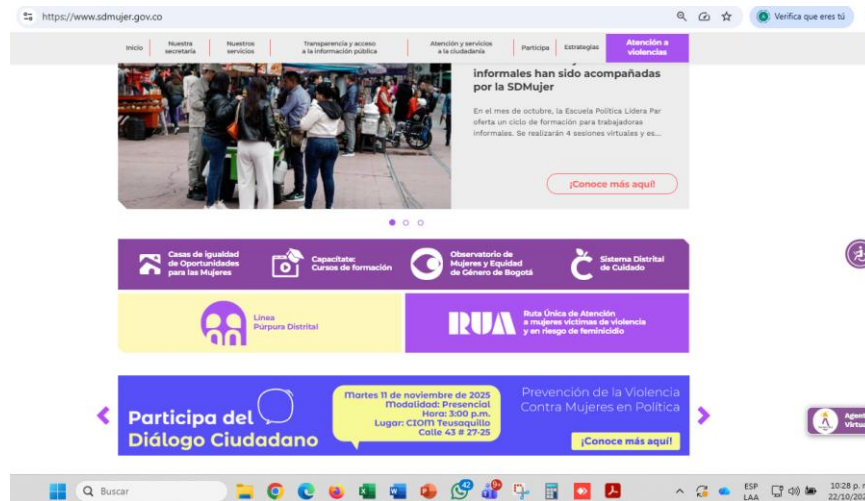 https://www.sdmujer.gov.co
Verifica que eres tú
Inicio
Nuestra
secretaría
Nuestros
servicios
Transparencia y acceso
a la información pública
Atención y servicios
a la ciudadanía
Participa
Estrategias
Atención a
violencias
informales han sido acompañadas
por la SDMujer
En el mes de octubre, la Escuela Política Lidera Par
oferta un ciclo de formación para trabajadoras
informales. Se realizarán 4 sesiones virtuales y es...
¡Conoce más aquí!
Casas de igualdad
de Oportunidades
para las Mujeres
Capacítate:
Cursos de formación
Observatorio de
Mujeres y Equidad
de Género de Bogotá
Sistema Distrital
de Cuidado
Línea
Púrpura Distrital
RUA
Ruta Única de Atención
a mujeres víctimas de violencia
y en riesgo de feminicidio
Participa del
Diálogo Ciudadano
Martes 11 de noviembre de 2025
Modalidad: Presencial
Hora: 3:00 p.m.
Lugar: CIOM Teusaquillo
Calle 43 # 27-25
Prevención de la Violencia
Contra Mujeres en Política
¡Conoce más aquí!
Agent
Virtua
Buscar
42
9+
ESP
LAA
10:28 p.
22/10/20